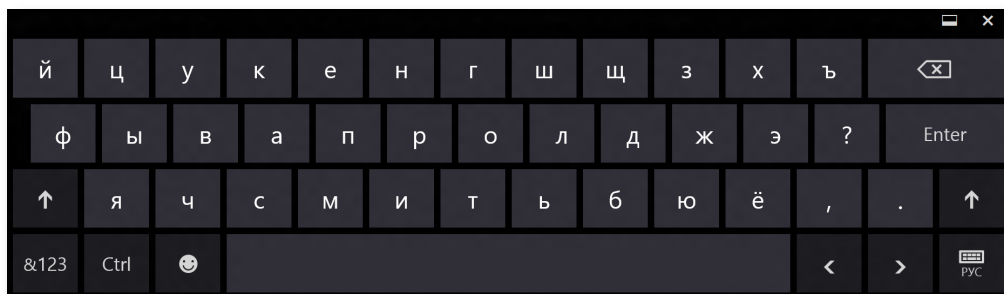 й ц у к е н г ш щ з х ъ
ф ы в а п р о л д ж э ? Enter
я ч с м и т ь б ю ё , .
&123 Ctrl < > РУС